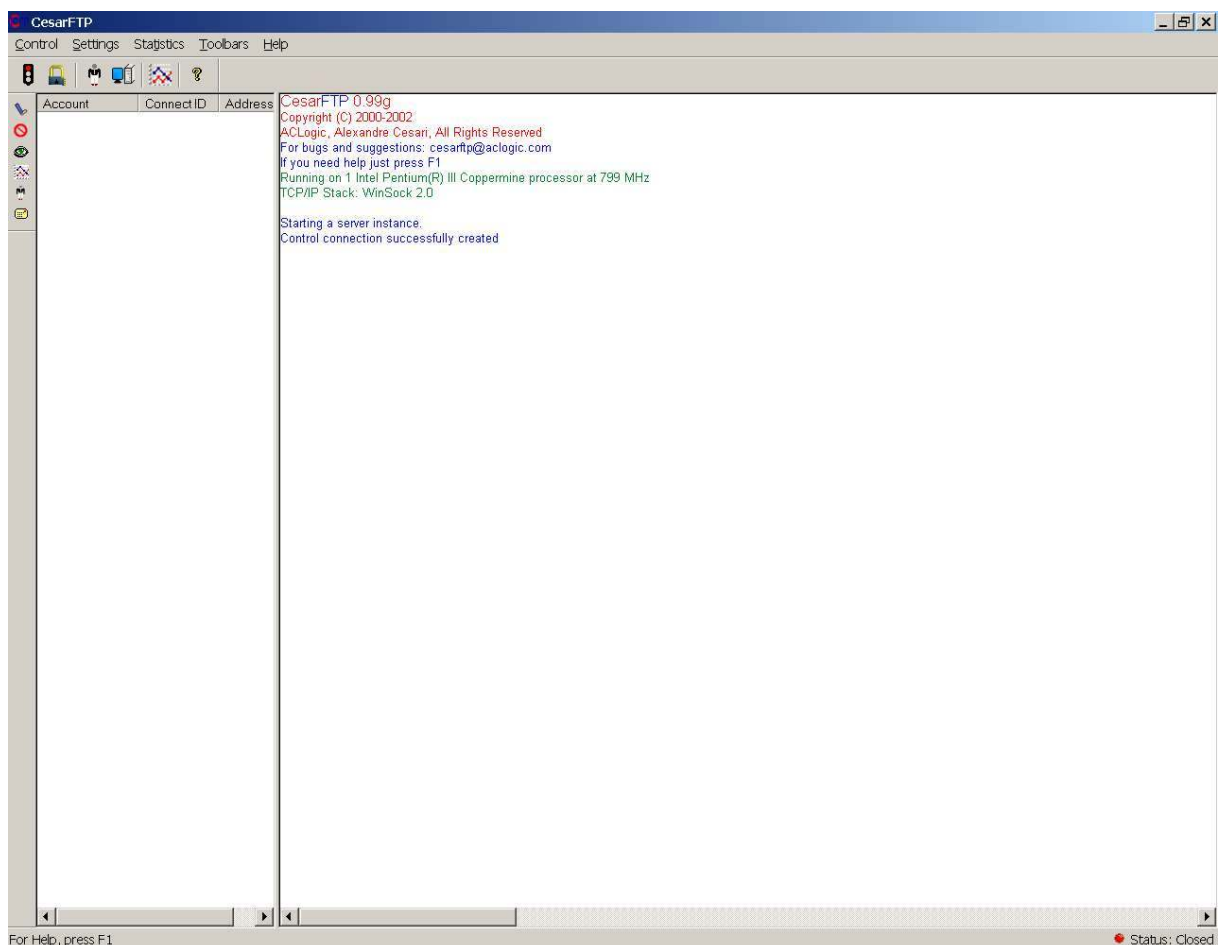 CesarFTP
Control Settings Statistics Toolbars Help
Account Connect ID Address
CesarFTP 0.99g
Copyright (C) 2000-2002
ACLogic, Alexandre Cesari, All Rights Reserved
For bugs and suggestions: cesarftp@aclogic.com
If you need help just press F1
Running on 1 Intel Pentium(R) III Coppermine processor at 799 MHz
TCP/IP Stack: WinSock 2.0
Starting a server instance.
Control connection successfully created
For Help, press F1
Status: Closed